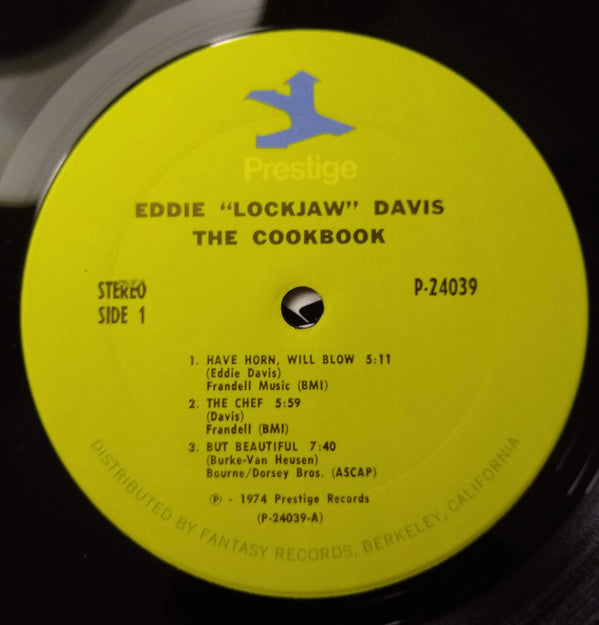 Prestige
EDDIE "LOCKJAW" DAVIS
THE COOKBOOK
STEREO
SIDE 1
P-24039
1. HAVE HORN, WILL BLOW 5:11
(Eddie Davis)
Frandell Music (BMI)
2. THE CHEF 5:59
(Davis)
Frandell (BMI)
3. BUT BEAUTIFUL 7:40
(Burke-Van Heusen)
Bourne/Dorsey Bros. (ASCAP)
Ⓟ - 1974 Prestige Records
(P-24039-A)
DISTRIBUTED BY FANTASY RECORDS, BERKELEY, CALIFORNIA